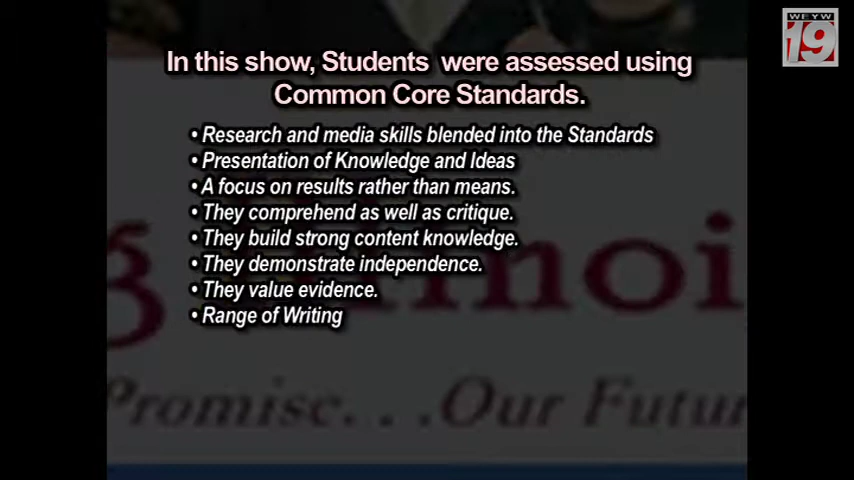 WEYW
19
In this show, Students were assessed using
Common Core Standards.
• Research and media skills blended into the Standards
• Presentation of Knowledge and Ideas
• A focus on results rather than means.
• They comprehend as well as critique.
• They build strong content knowledge.
• They demonstrate independence.
• They value evidence.
• Range of Writing
Promise...Our Futur